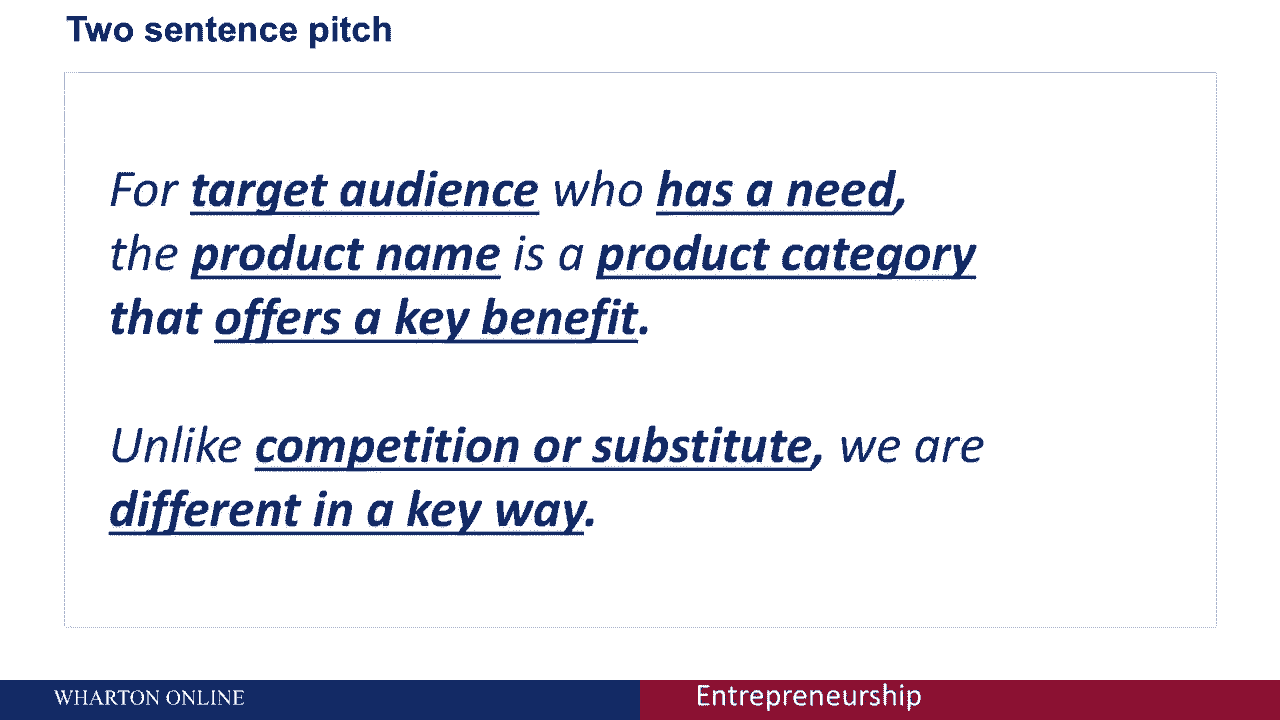 Two sentence pitch
For target audience who has a need,
the product name is a product category
that offers a key benefit.
Unlike competition or substitute, we are
different in a key way.
WHARTON ONLINE
Entrepreneurship